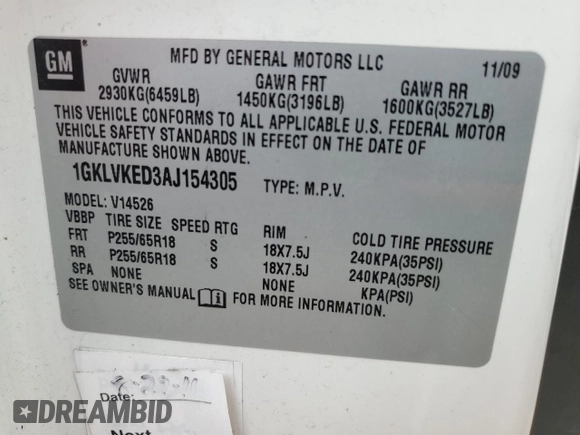 GM
MFD BY GENERAL MOTORS LLC 11/09
GVWR GAWR FRT GAWR RR
2930KG(6459LB) 1450KG(3196LB) 1600KG(3527LB)
THIS VEHICLE CONFORMS TO ALL APPLICABLE U.S. FEDERAL MOTOR
VEHICLE SAFETY STANDARDS IN EFFECT ON THE DATE OF
MANUFACTURE SHOWN ABOVE.
1GKLVKED3AJ154305 TYPE: M.P.V.
MODEL: V14526
VBBP TIRE SIZE SPEED RTG RIM COLD TIRE PRESSURE
FRT P255/65R18 S 18X7.5J 240KPA(35PSI)
RR P255/65R18 S 18X7.5J 240KPA(35PSI)
SPA NONE NONE KPA(PSI)
SEE OWNER'S MANUAL FOR MORE INFORMATION.
Date:
Next
DREAMBID